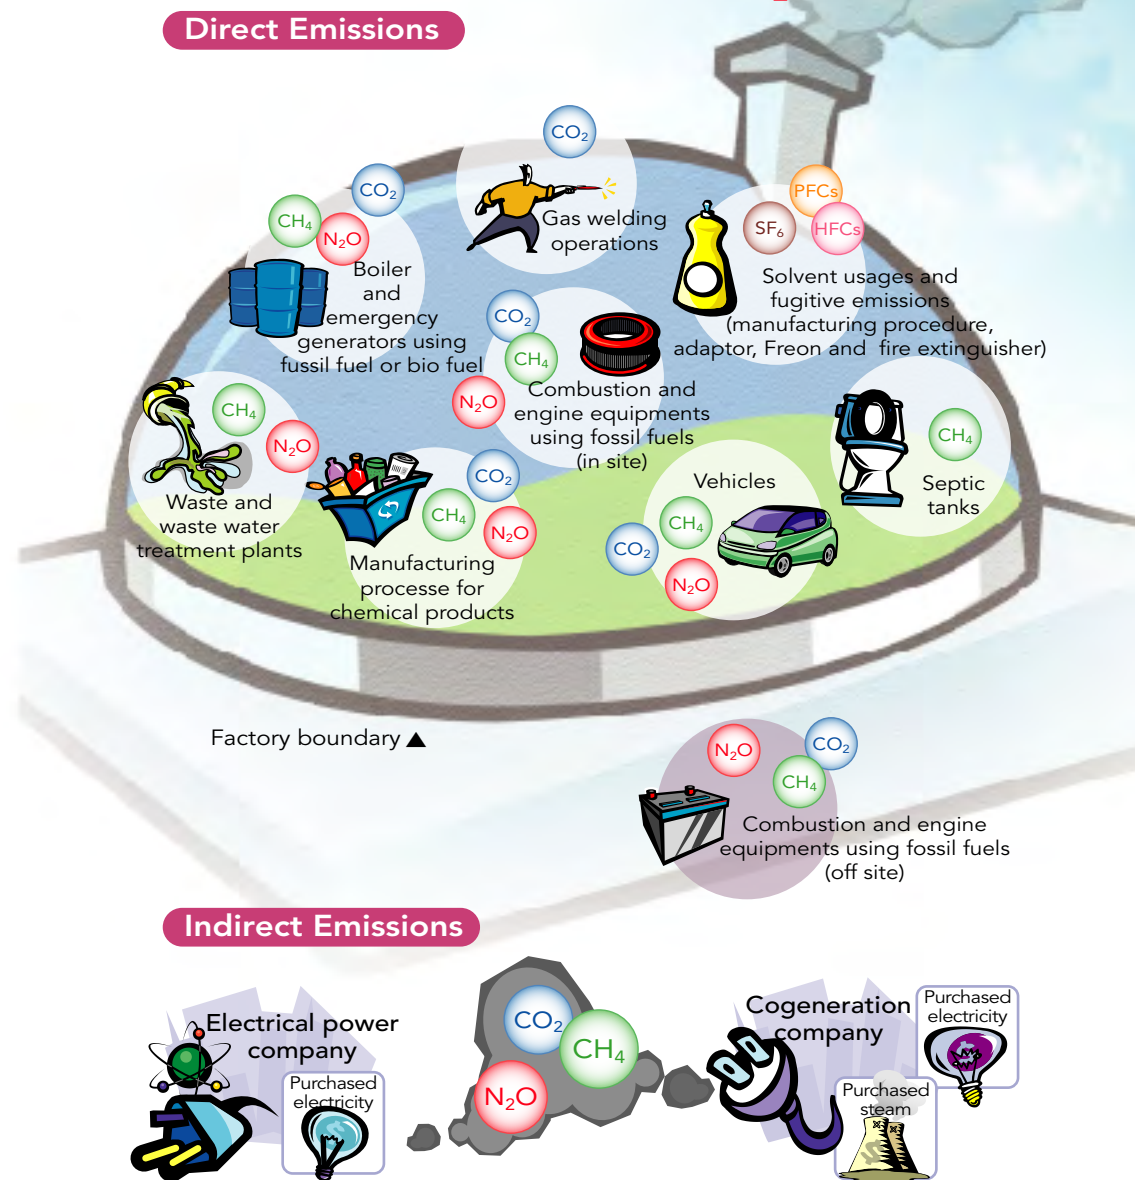 Direct Emissions
CO₂
Gas welding
operations
CO₂
CH₄
N₂O
Boiler
and
emergency
generators using
fussil fuel or bio fuel
PFCs
SF₆
HFCs
Solvent usages and
fugitive emissions
(manufacturing procedure,
adaptor, Freon and fire extinguisher)
CO₂
CH₄
N₂O
Combustion and
engine equipments
using fossil fuels
(in site)
CH₄
N₂O
Waste and
waste water
treatment plants
CO₂
CH₄
N₂O
Manufacturing
processe for
chemical products
Vehicles
CH₄
CO₂
N₂O
CH₄
Septic
tanks
Factory boundary ▲
N₂O
CO₂
CH₄
Combustion and engine
equipments using fossil fuels
(off site)
Indirect Emissions
Electrical power
company
Purchased
electricity
CO₂
CH₄
N₂O
Cogeneration
company
Purchased
electricity
Purchased
steam